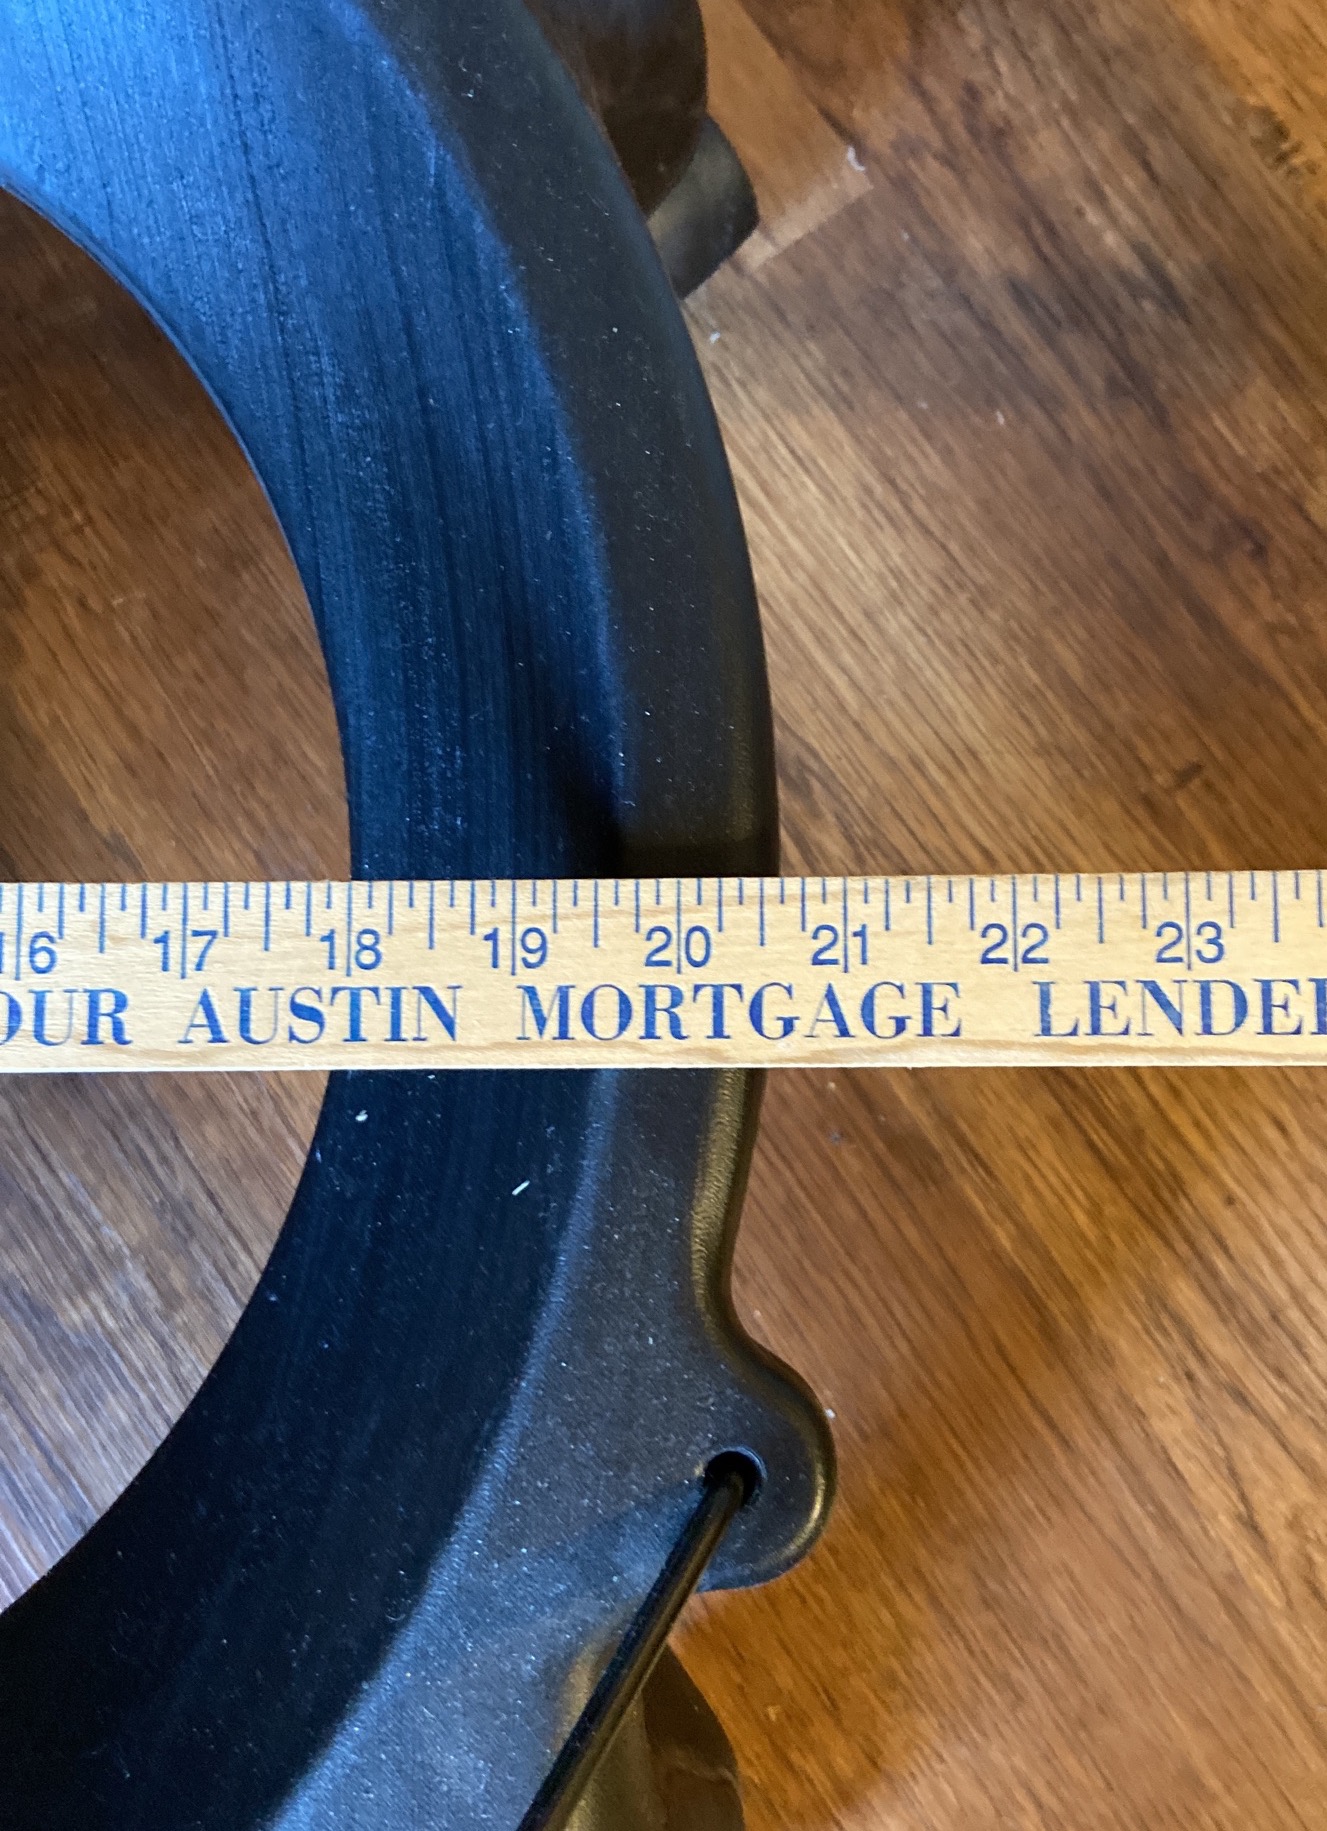 16 17 18 19 20 21 22 23
OUR AUSTIN MORTGAGE LENDE